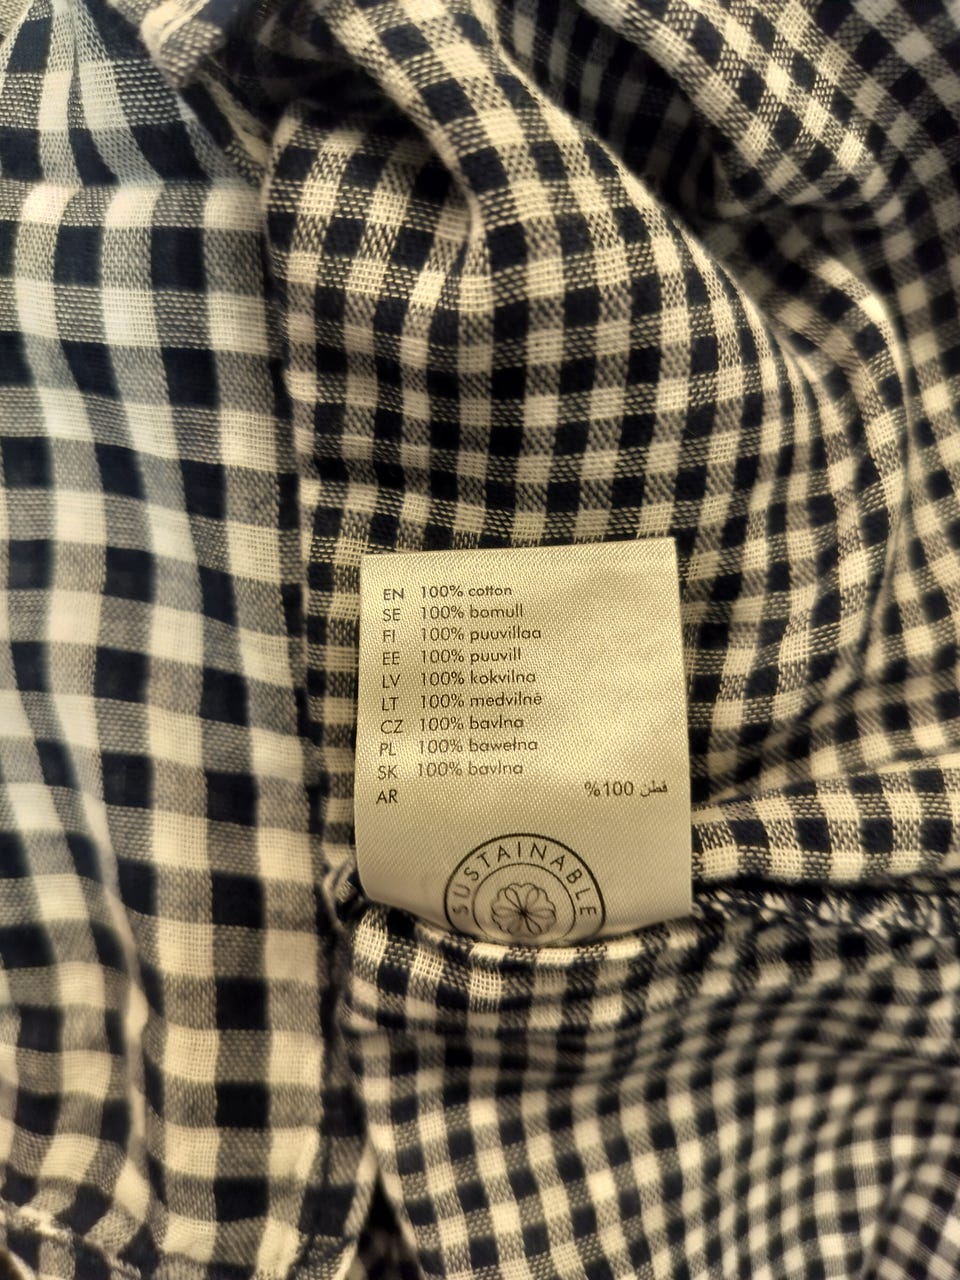 EN 100% cotton
SE 100% bomull
FI 100% puuvillaa
EE 100% puuvill
LV 100% kokvilna
LT 100% medvilnė
CZ 100% bavlna
PL 100% bawełna
SK 100% bavlna
AR %100 قطن
SUSTAINABLE